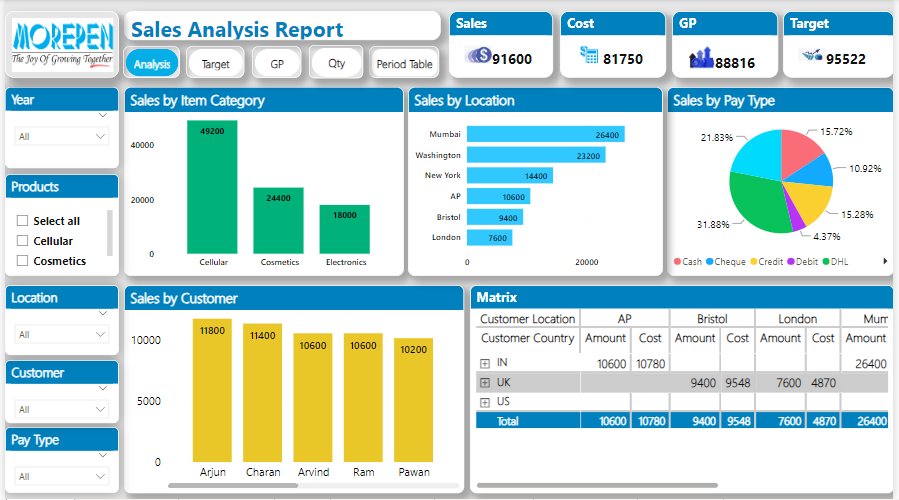 MOREPEN
The Joy Of Growing Together
Sales Analysis Report
Analysis
Target
GP
Qty
Period Table
Sales
91600
Cost
81750
GP
88816
Target
95522
Year
All
Products
Select all
Cellular
Cosmetics
Location
All
Customer
All
Pay Type
All
Sales by Item Category
40000
20000
0
49200
24400
18000
Cellular
Cosmetics
Electronics
Sales by Location
Mumbai
26400
Washington
23200
New York
14400
AP
10600
Bristol
9400
London
7600
0
20000
Sales by Pay Type
21.83%
15.72%
10.92%
15.28%
4.37%
31.88%
Cash Cheque Credit Debit DHL
Sales by Customer
10000
5000
0
11800
11400
10600
10600
10200
Arjun
Charan
Arvind
Ram
Pawan
Matrix
Customer Location AP Bristol London Mum
Customer Country Amount Cost Amount Cost Amount Cost Amount
IN 10600 10780 26400
UK 9400 9548 7600 4870
US
Total 10600 10780 9400 9548 7600 4870 26400